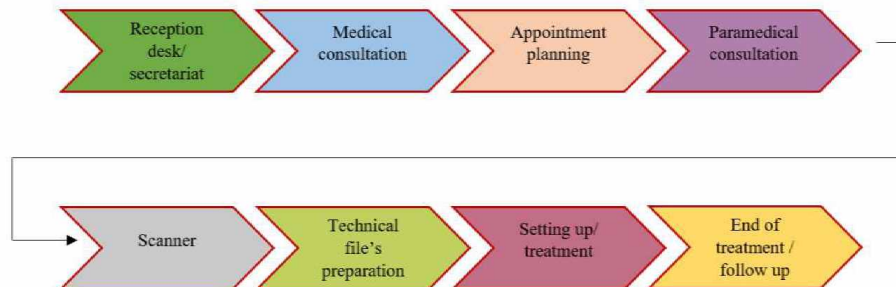 Reception
desk/
secretariat
Medical
consultation
Appointment
planning
Paramedical
consultation
Scanner
Technical
file's
preparation
Setting up/
treatment
End of
treatment /
follow up